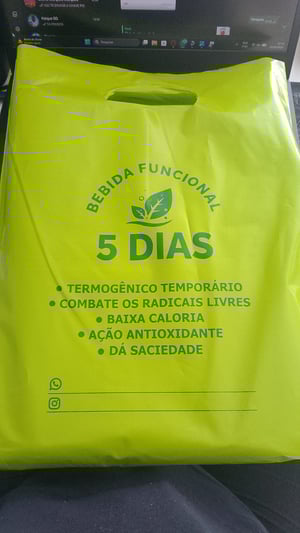 BEBIDA FUNCIONAL
5 DIAS
• TERMOGÊNICO TEMPORÁRIO
• COMBATE OS RADICAIS LIVRES
• BAIXA CALORIA
• AÇÃO ANTIOXIDANTE
• DÁ SACIEDADE